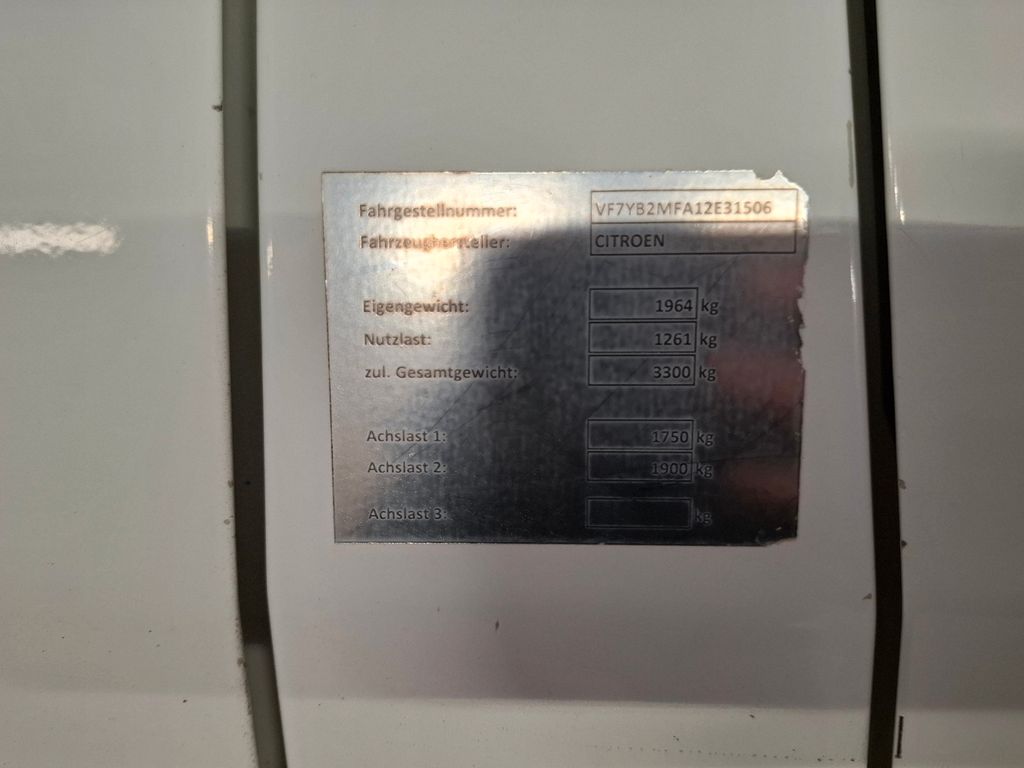 Fahrgestellnummer: VF7YB2MFA12E31506
Fahrzeughersteller: CITROEN
Eigengewicht: 1964 kg
Nutzlast: 1261 kg
zul. Gesamtgewicht: 3300 kg
Achslast 1: 1750 kg
Achslast 2: 1900 kg
Achslast 3: kg